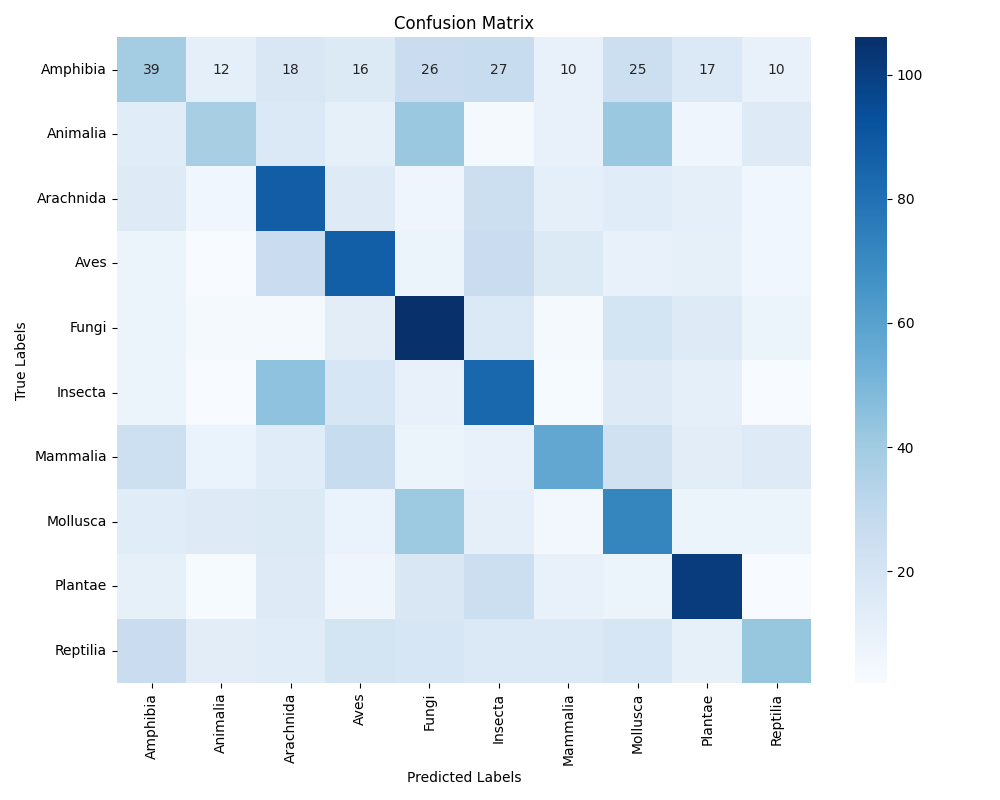 Confusion Matrix
Amphibia 39 12 18 16 26 27 10 25 17 10
Animalia
Arachnida
Aves
Fungi
Insecta
Mammalia
Mollusca
Plantae
Reptilia
True Labels
Amphibia Animalia Arachnida Aves Fungi Insecta Mammalia Mollusca Plantae Reptilia
Predicted Labels
100
80
60
40
20